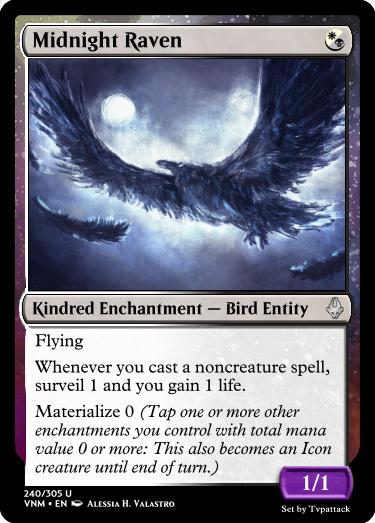 Midnight Raven
Kindred Enchantment — Bird Entity
Flying
Whenever you cast a noncreature spell,
surveil 1 and you gain 1 life.
Materialize 0 (Tap one or more other
enchantments you control with total mana
value 0 or more: This also becomes an Icon
creature until end of turn.)
1/1
240/305 U
VNM • EN Alessia H. Valastro
Set by Tvpattack